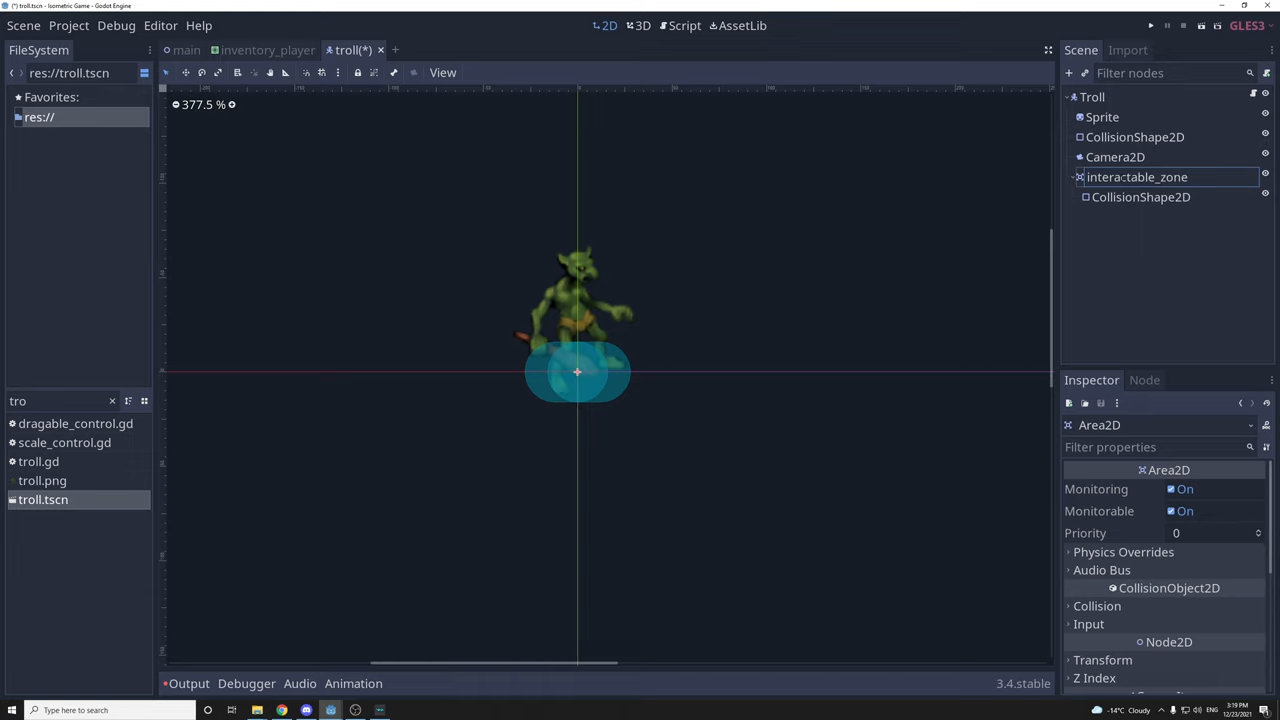 (*) troll.tscn - Isometric Game - Godot Engine
Scene Project Debug Editor Help
2D 3D Script AssetLib
GLES3
FileSystem
main inventory_player troll(*)
Scene Import
res://troll.tscn
View
Filter nodes
Favorites:
res://
377.5 %
Troll
Sprite
CollisionShape2D
Camera2D
interactable_zone
CollisionShape2D
Inspector Node
tro
dragable_control.gd
scale_control.gd
troll.gd
troll.png
troll.tscn
Area2D
Filter properties
Area2D
Monitoring On
Monitorable On
Priority 0
Physics Overrides
Audio Bus
CollisionObject2D
Collision
Input
Node2D
Transform
Z Index
Output Debugger Audio Animation
3.4.stable
Type here to search
-14°C Cloudy
ENG
3:19 PM
12/23/2021